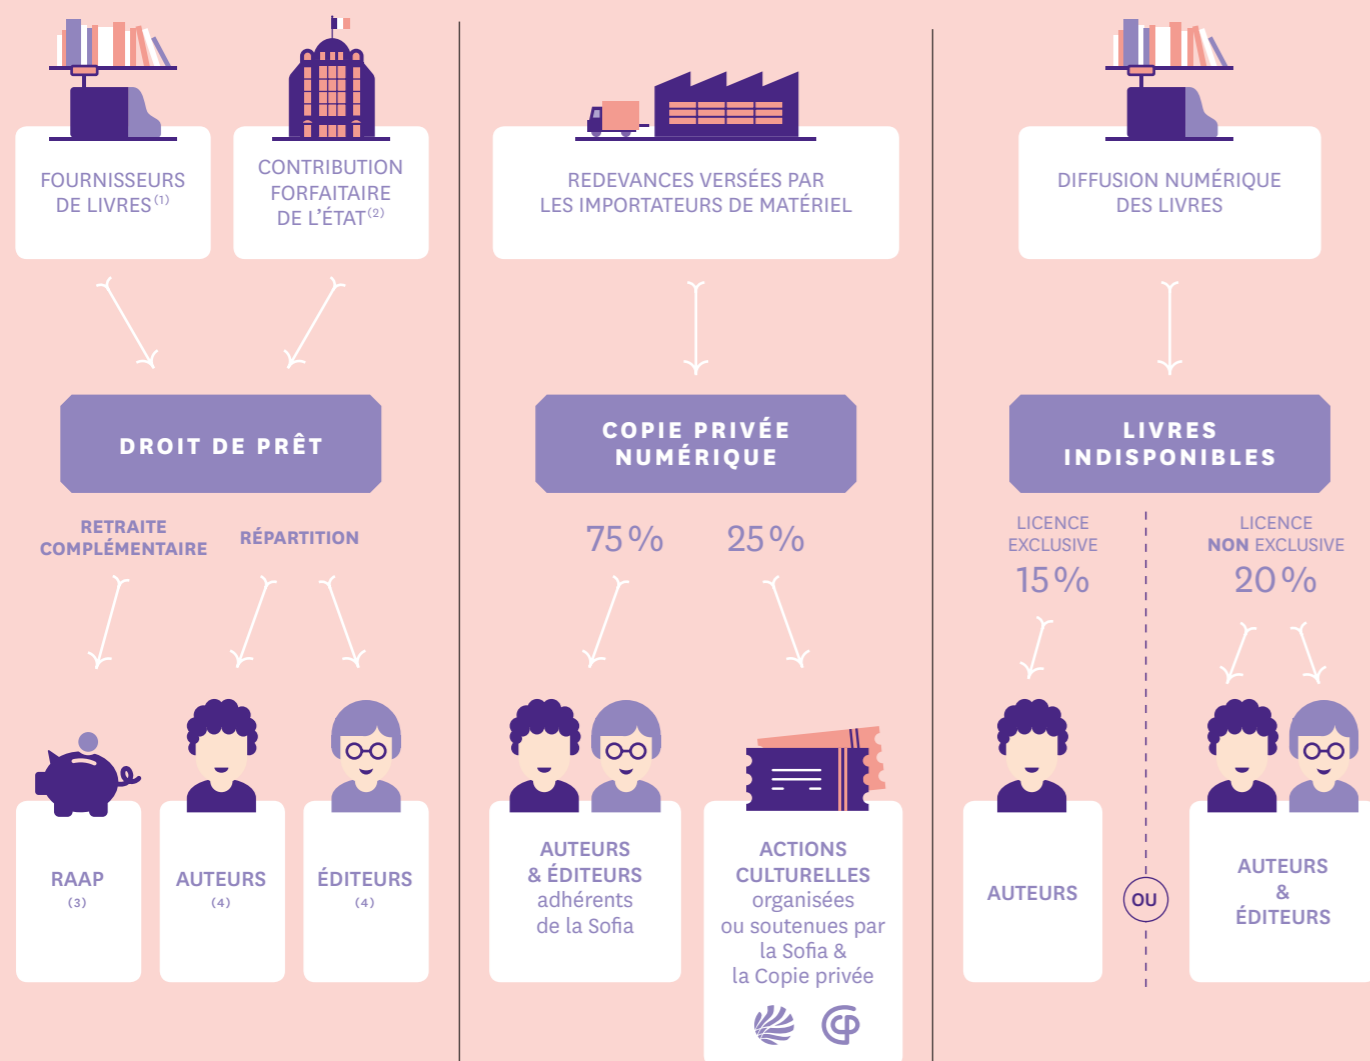 FOURNISSEURS
DE LIVRES (1)
CONTRIBUTION
FORFAITAIRE
DE L'ÉTAT (2)
DROIT DE PRÊT
RETRAITE
COMPLÉMENTAIRE
RÉPARTITION
RAAP
(3)
AUTEURS
(4)
ÉDITEURS
(4)
REDEVANCES VERSÉES PAR
LES IMPORTATEURS DE MATÉRIEL
COPIE PRIVÉE
NUMÉRIQUE
75 %
25 %
AUTEURS
& ÉDITEURS
adhérents
de la Sofia
ACTIONS
CULTURELLES
organisées
ou soutenues par
la Sofia &
la Copie privée
CP
DIFFUSION NUMÉRIQUE
DES LIVRES
LIVRES
INDISPONIBLES
LICENCE
EXCLUSIVE
15 %
LICENCE
NON EXCLUSIVE
20 %
AUTEURS
OU
AUTEURS
&
ÉDITEURS